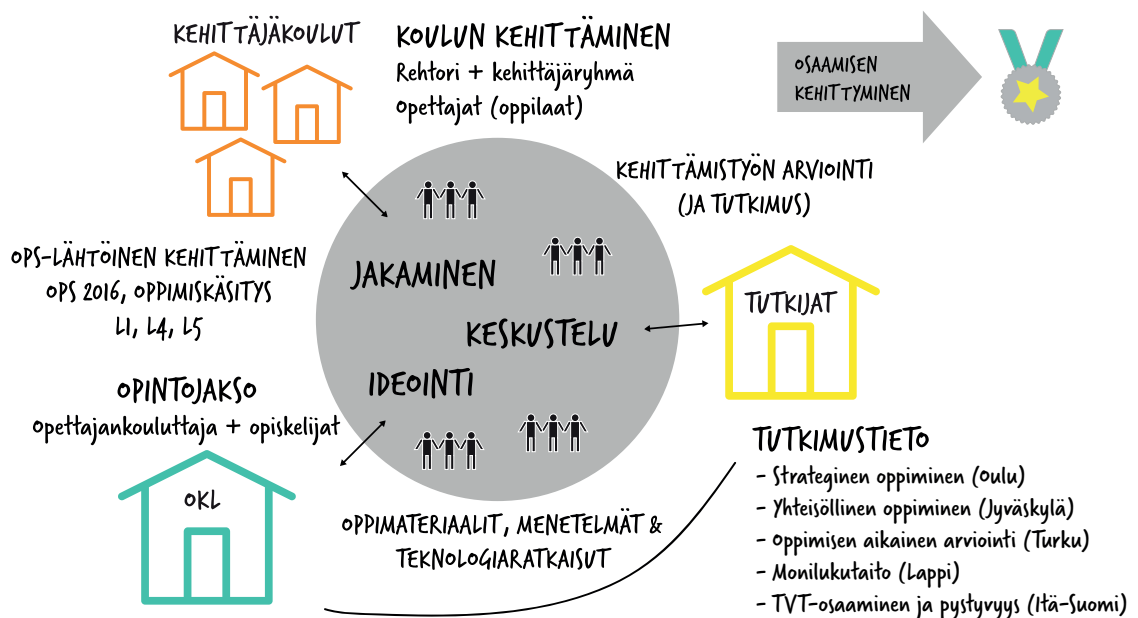 KEHITTÄJÄKOULUT
KOULUN KEHITTÄMINEN
Rehtori + kehittäjäryhmä
Opettajat (oppilaat)
OSAAMISEN
KEHITTYMINEN
KEHITTÄMISTYÖN ARVIOINTI
(JA TUTKIMUS)
OPS-LÄHTÖINEN KEHITTÄMINEN
OPS 2016, OPPIMISKÄSITYS
L1, L4, L5
JAKAMINEN
KESKUSTELU
IDEOINTI
TUTKIJAT
OPINTOJAKSO
Opettajankouluttaja + opiskelijat
OKL
OPPIMATERIAALIT, MENETELMÄT &
TEKNOLOGIARATKAISUT
TUTKIMUSTIETO
- Strateginen oppiminen (Oulu)
- Yhteisöllinen oppiminen (Jyväskylä)
- Oppimisen aikainen arviointi (Turku)
- Monilukutaito (Lappi)
- TVT-osaaminen ja pystyvyys (Itä-Suomi)